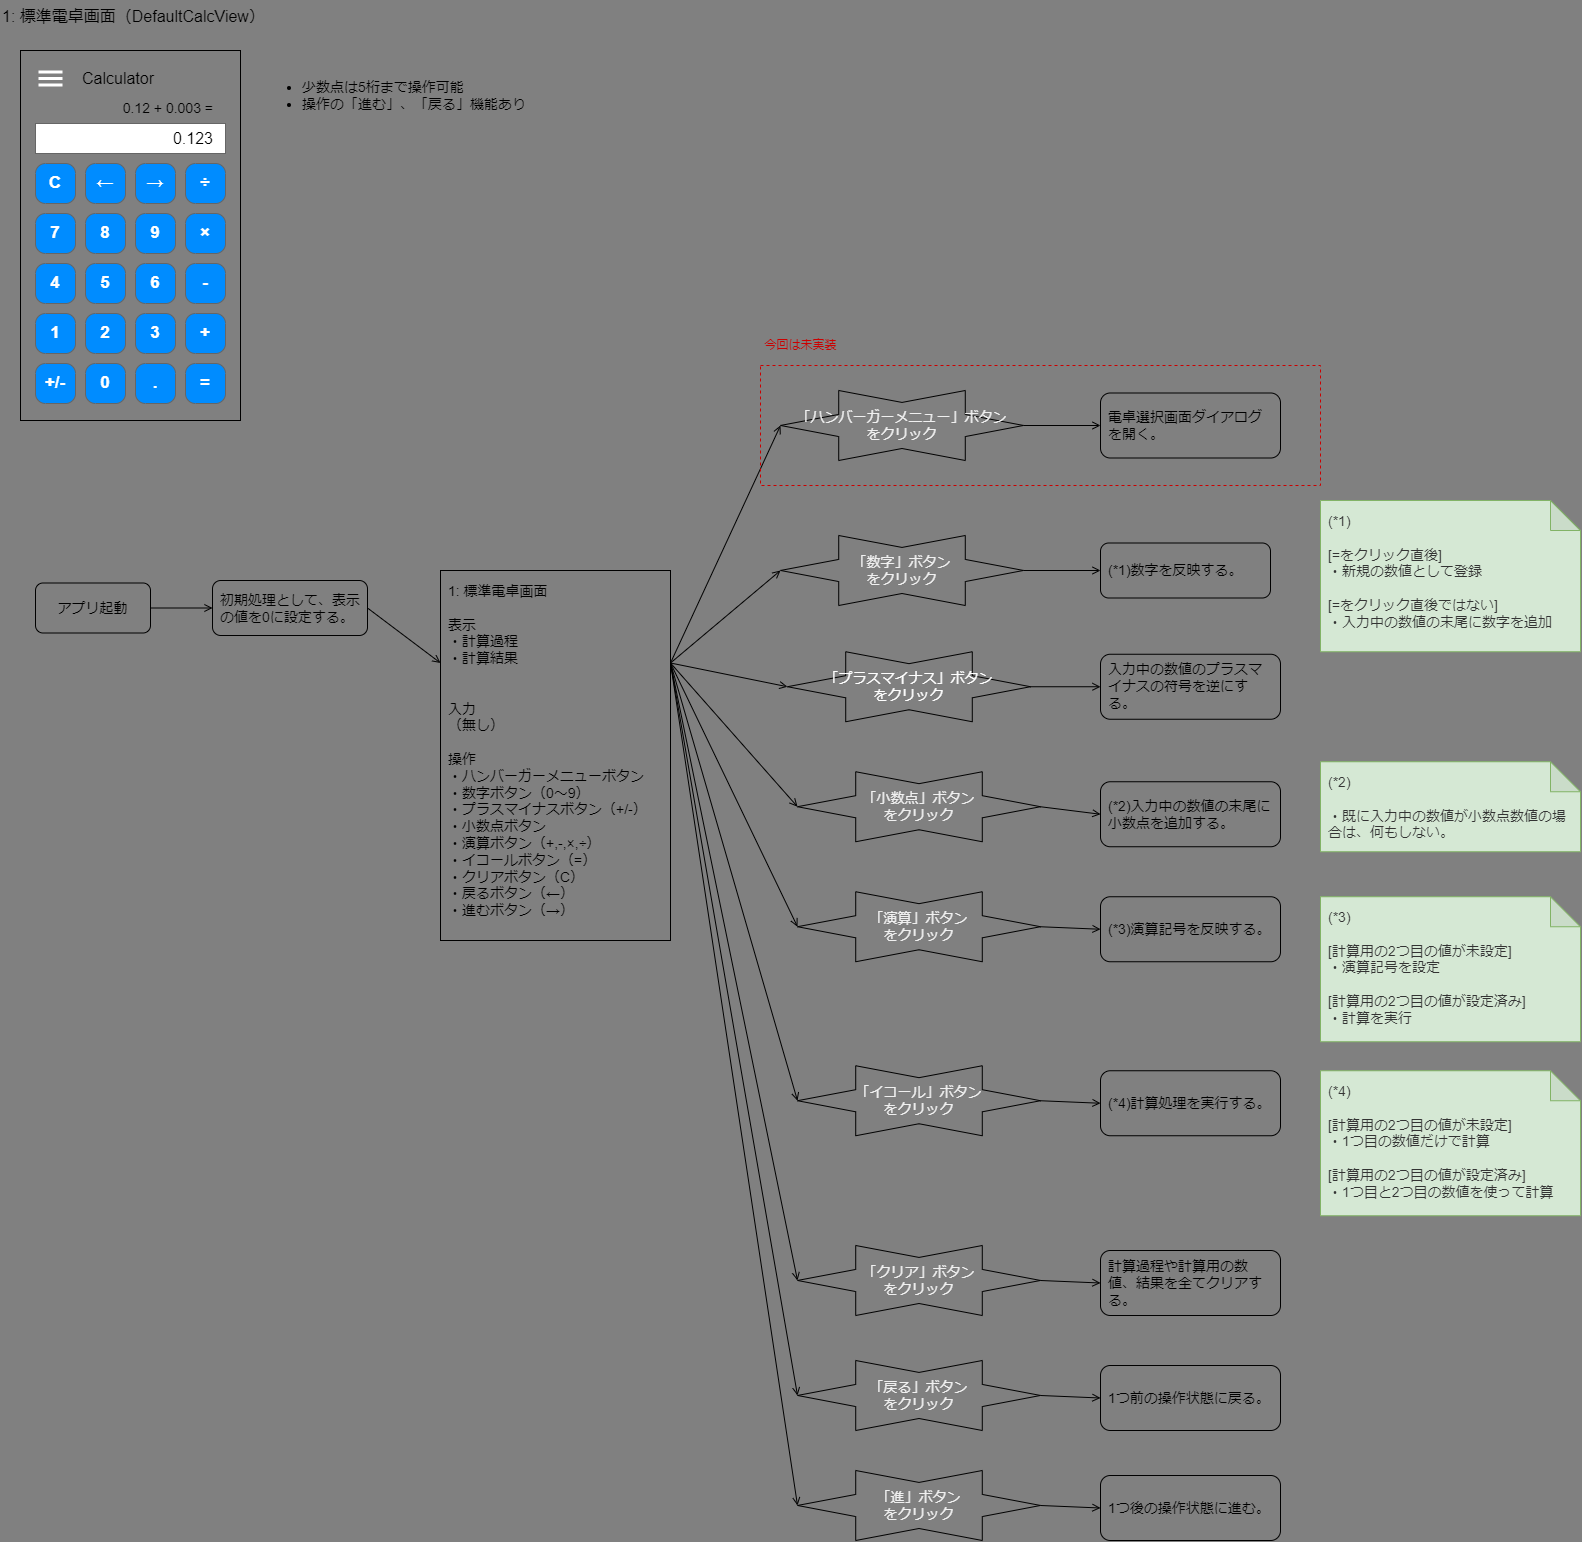 1: 標準電卓画面（DefaultCalcView）
Calculator
0.12 + 0.003 =
0.123
C ← → ÷
7 8 9 ×
4 5 6 -
1 2 3 +
+/- 0 . =
• 少数点は5桁まで操作可能
• 操作の「進む」、「戻る」機能あり
今回は未実装
「ハンバーガーメニュー」ボタン
をクリック
電卓選択画面ダイアログ
を開く。
アプリ起動
初期処理として、表示
の値を0に設定する。
1: 標準電卓画面
表示
・計算過程
・計算結果
入力
（無し）
操作
・ハンバーガーメニューボタン
・数字ボタン（0〜9）
・プラスマイナスボタン（+/-）
・小数点ボタン
・演算ボタン（+,-,×,÷）
・イコールボタン（=）
・クリアボタン（C）
・戻るボタン（←）
・進むボタン（→）
「数字」ボタン
をクリック
(*1)数字を反映する。
(*1)
[=をクリック直後]
・新規の数値として登録
[=をクリック直後ではない]
・入力中の数値の末尾に数字を追加
「プラスマイナス」ボタン
をクリック
入力中の数値のプラスマ
イナスの符号を逆にす
る。
「小数点」ボタン
をクリック
(*2)入力中の数値の末尾に
小数点を追加する。
(*2)
・既に入力中の数値が小数点数値の場
合は、何もしない。
「演算」ボタン
をクリック
(*3)演算記号を反映する。
(*3)
[計算用の2つ目の値が未設定]
・演算記号を設定
[計算用の2つ目の値が設定済み]
・計算を実行
「イコール」ボタン
をクリック
(*4)計算処理を実行する。
(*4)
[計算用の2つ目の値が未設定]
・1つ目の数値だけで計算
[計算用の2つ目の値が設定済み]
・1つ目と2つ目の数値を使って計算
「クリア」ボタン
をクリック
計算過程や計算用の数
値、結果を全てクリアす
る。
「戻る」ボタン
をクリック
1つ前の操作状態に戻る。
「進」ボタン
をクリック
1つ後の操作状態に進む。